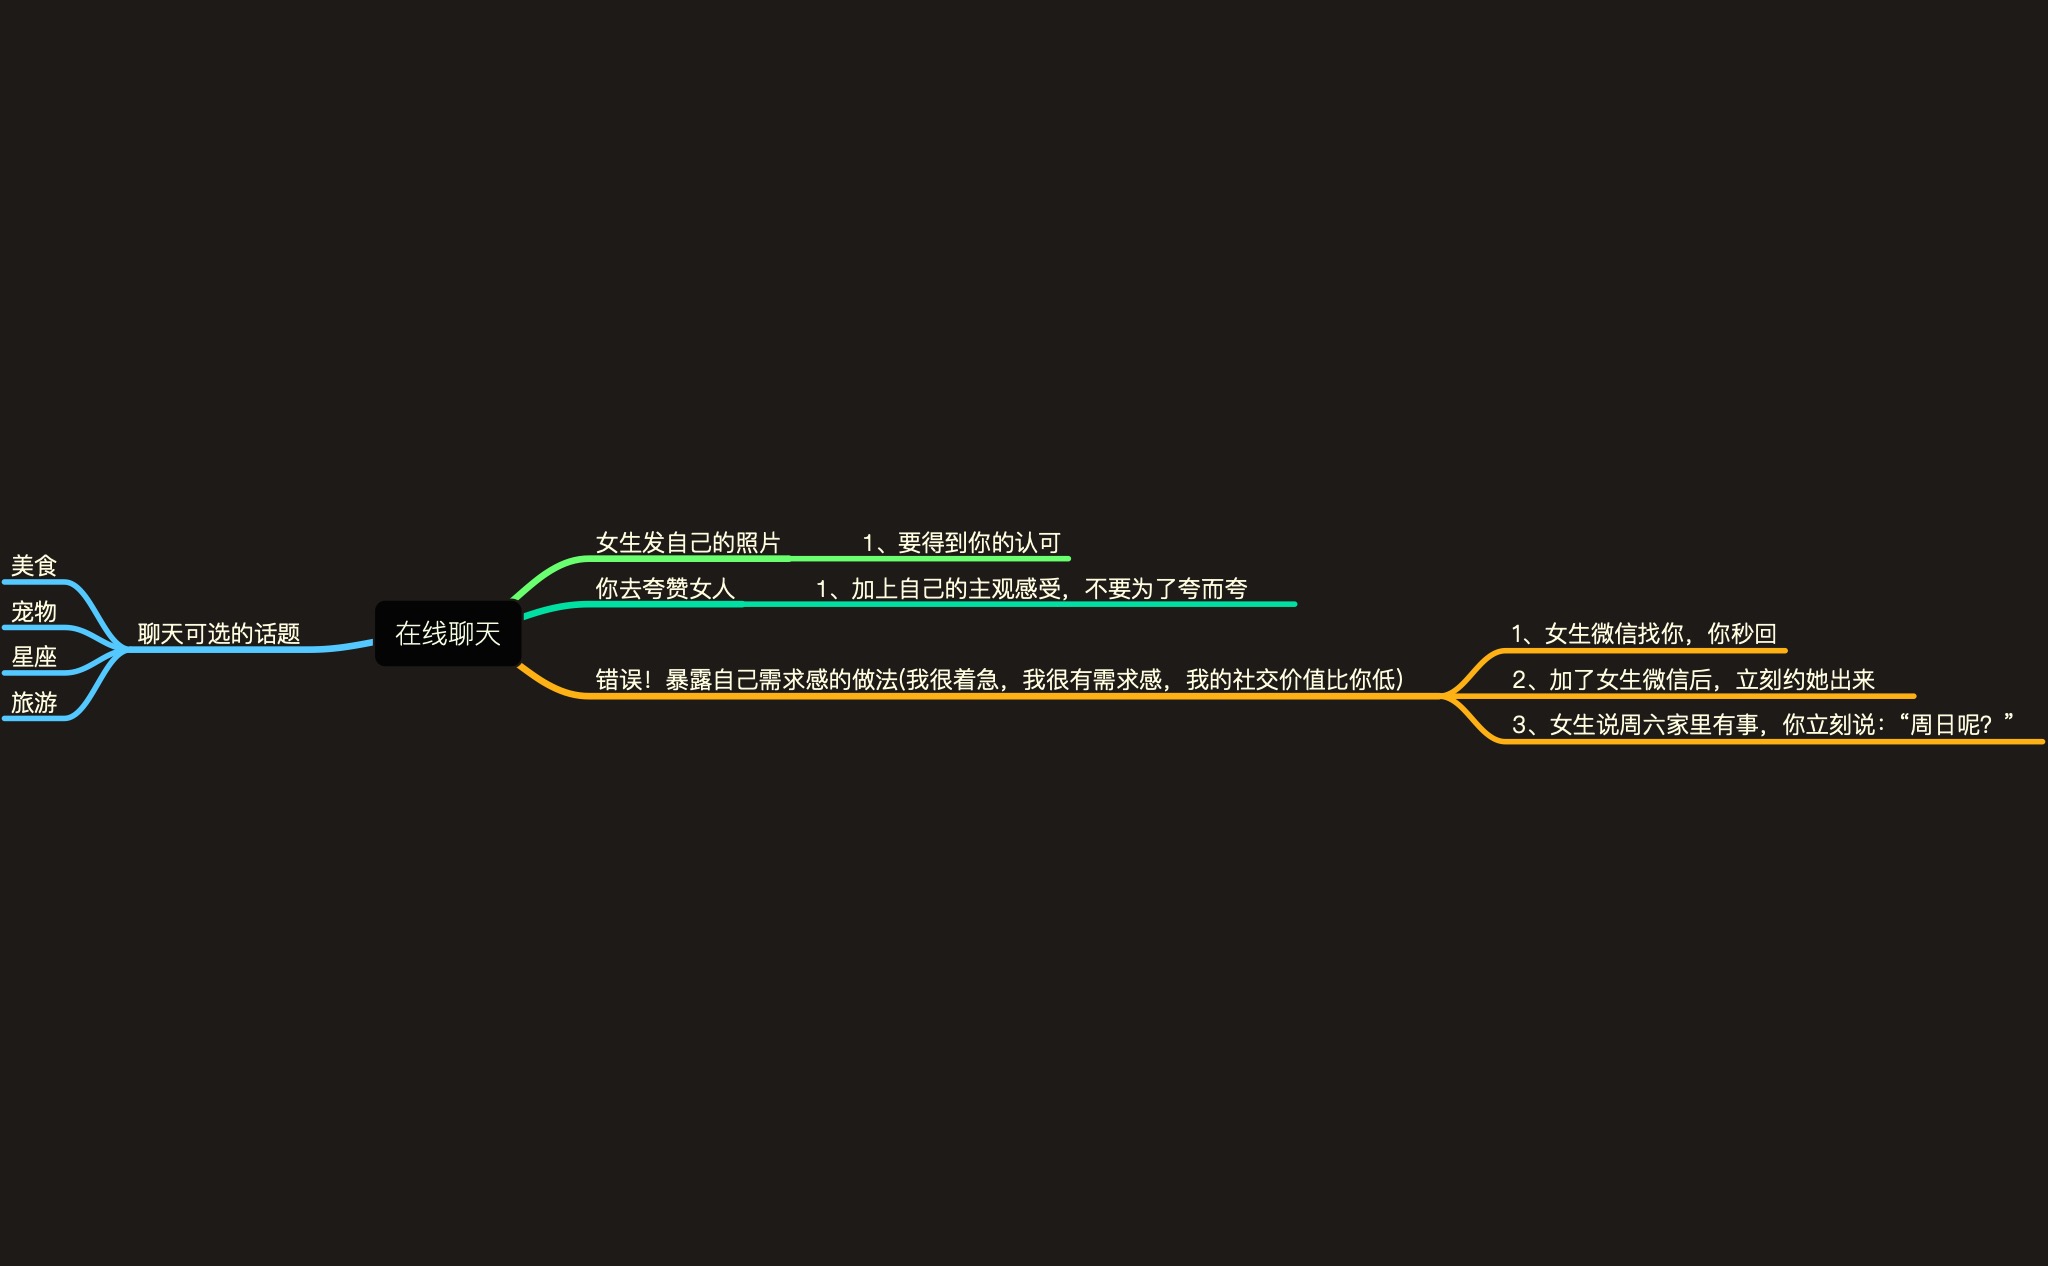 在线聊天
女生发自己的照片
1、要得到你的认可
你去夸赞女人
1、加上自己的主观感受，不要为了夸而夸
错误！暴露自己需求感的做法(我很着急，我很有需求感，我的社交价值比你低）
1、女生微信找你，你秒回
2、加了女生微信后，立刻约她出来
3、女生说周六家里有事，你立刻说：“周日呢？”
聊天可选的话题
美食
宠物
星座
旅游